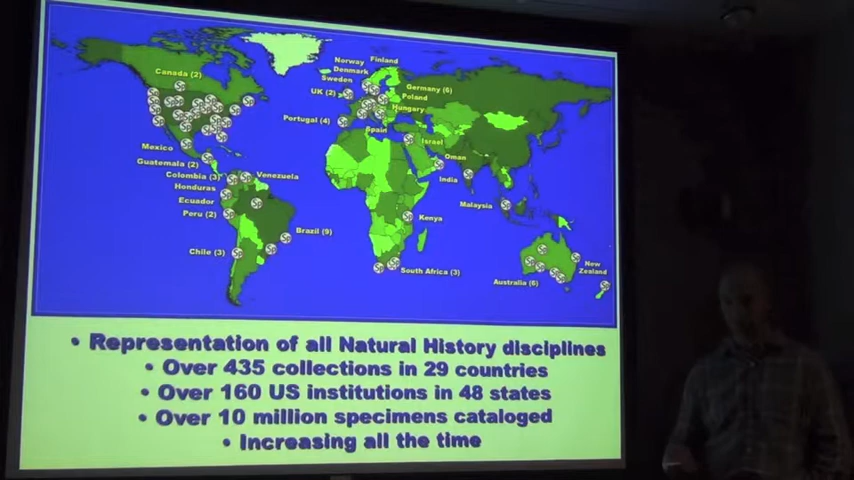 Canada (2)
Norway
Finland
Denmark
Sweden
Germany (6)
UK (2)
Poland
Hungary
Portugal (4)
Spain
Israel
Mexico
Oman
Guatemala (2)
Colombia (3)
Venezuela
India
Honduras
Ecuador
Malaysia
Peru (2)
Kenya
Brazil (9)
Chile (3)
South Africa (3)
New
Zealand
Australia (6)
• Representation of all Natural History disciplines
• Over 435 collections in 29 countries
• Over 160 US institutions in 48 states
• Over 10 million specimens cataloged
• Increasing all the time